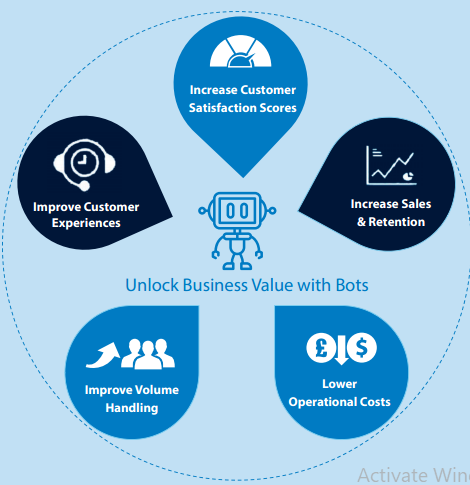 Increase Customer
Satisfaction Scores
Improve Customer
Experiences
Increase Sales
& Retention
Unlock Business Value with Bots
Improve Volume
Handling
£ $
Lower
Operational Costs
Activate